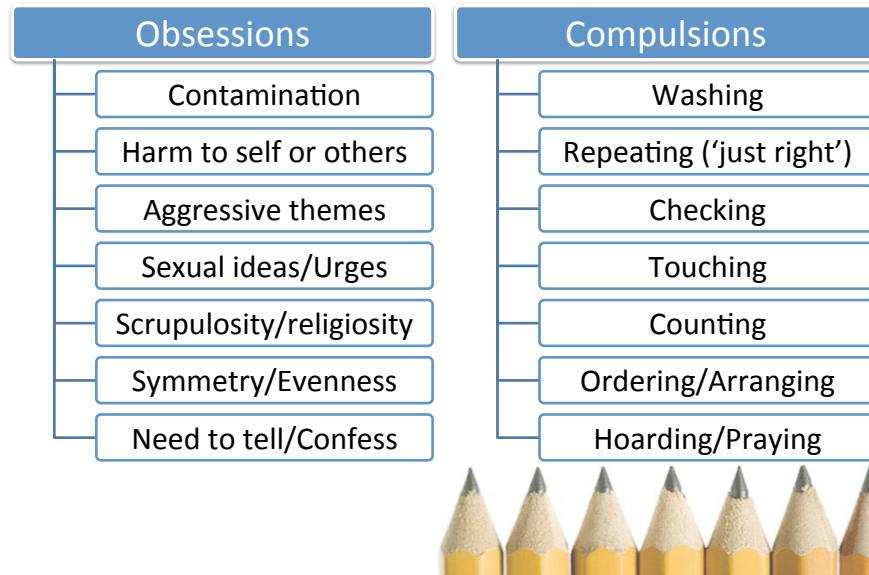 Obsessions
Contamination
Harm to self or others
Aggressive themes
Sexual ideas/Urges
Scrupulosity/religiosity
Symmetry/Evenness
Need to tell/Confess
Compulsions
Washing
Repeating (‘just right’)
Checking
Touching
Counting
Ordering/Arranging
Hoarding/Praying